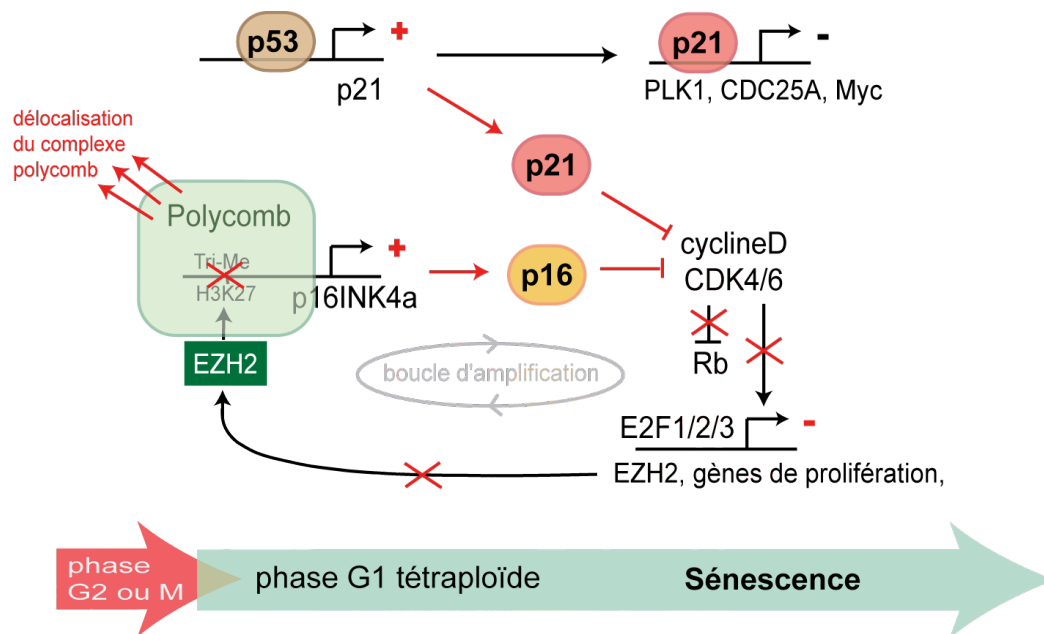 p53
+
p21
p21
-
PLK1, CDC25A, Myc
délocalisation
du complexe
polycomb
p21
Polycomb
Tri-Me
H3K27
+
p16INK4a
p16
cyclineD
CDK4/6
Rb
EZH2
boucle d'amplification
E2F1/2/3
-
EZH2, gènes de prolifération,
phase
G2 ou M
phase G1 tétraploïde
Sénescence